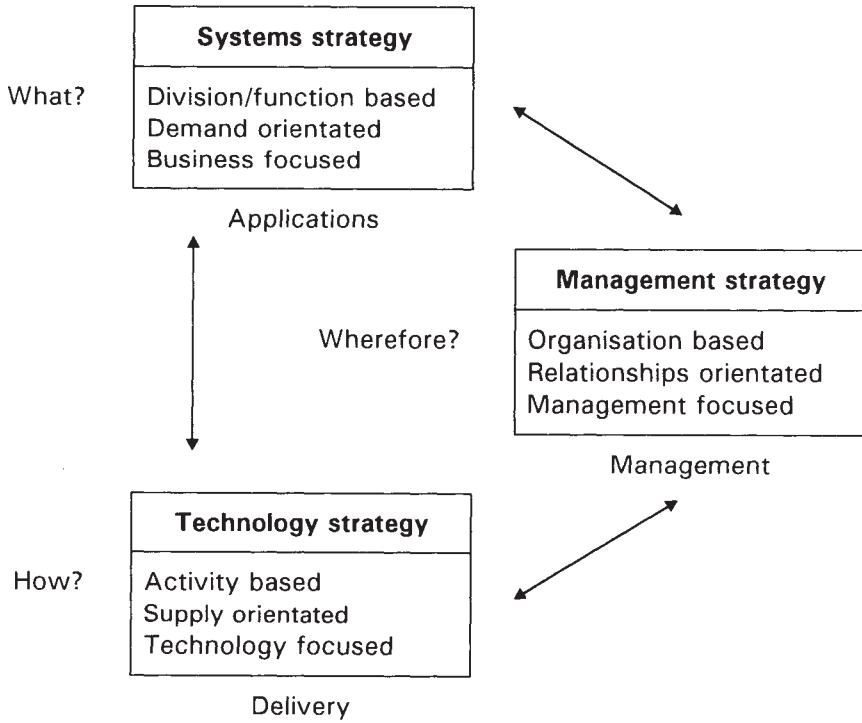 Systems strategy
What?
Division/function based
Demand orientated
Business focused
Applications
Management strategy
Wherefore?
Organisation based
Relationships orientated
Management focused
Management
Technology strategy
How?
Activity based
Supply orientated
Technology focused
Delivery